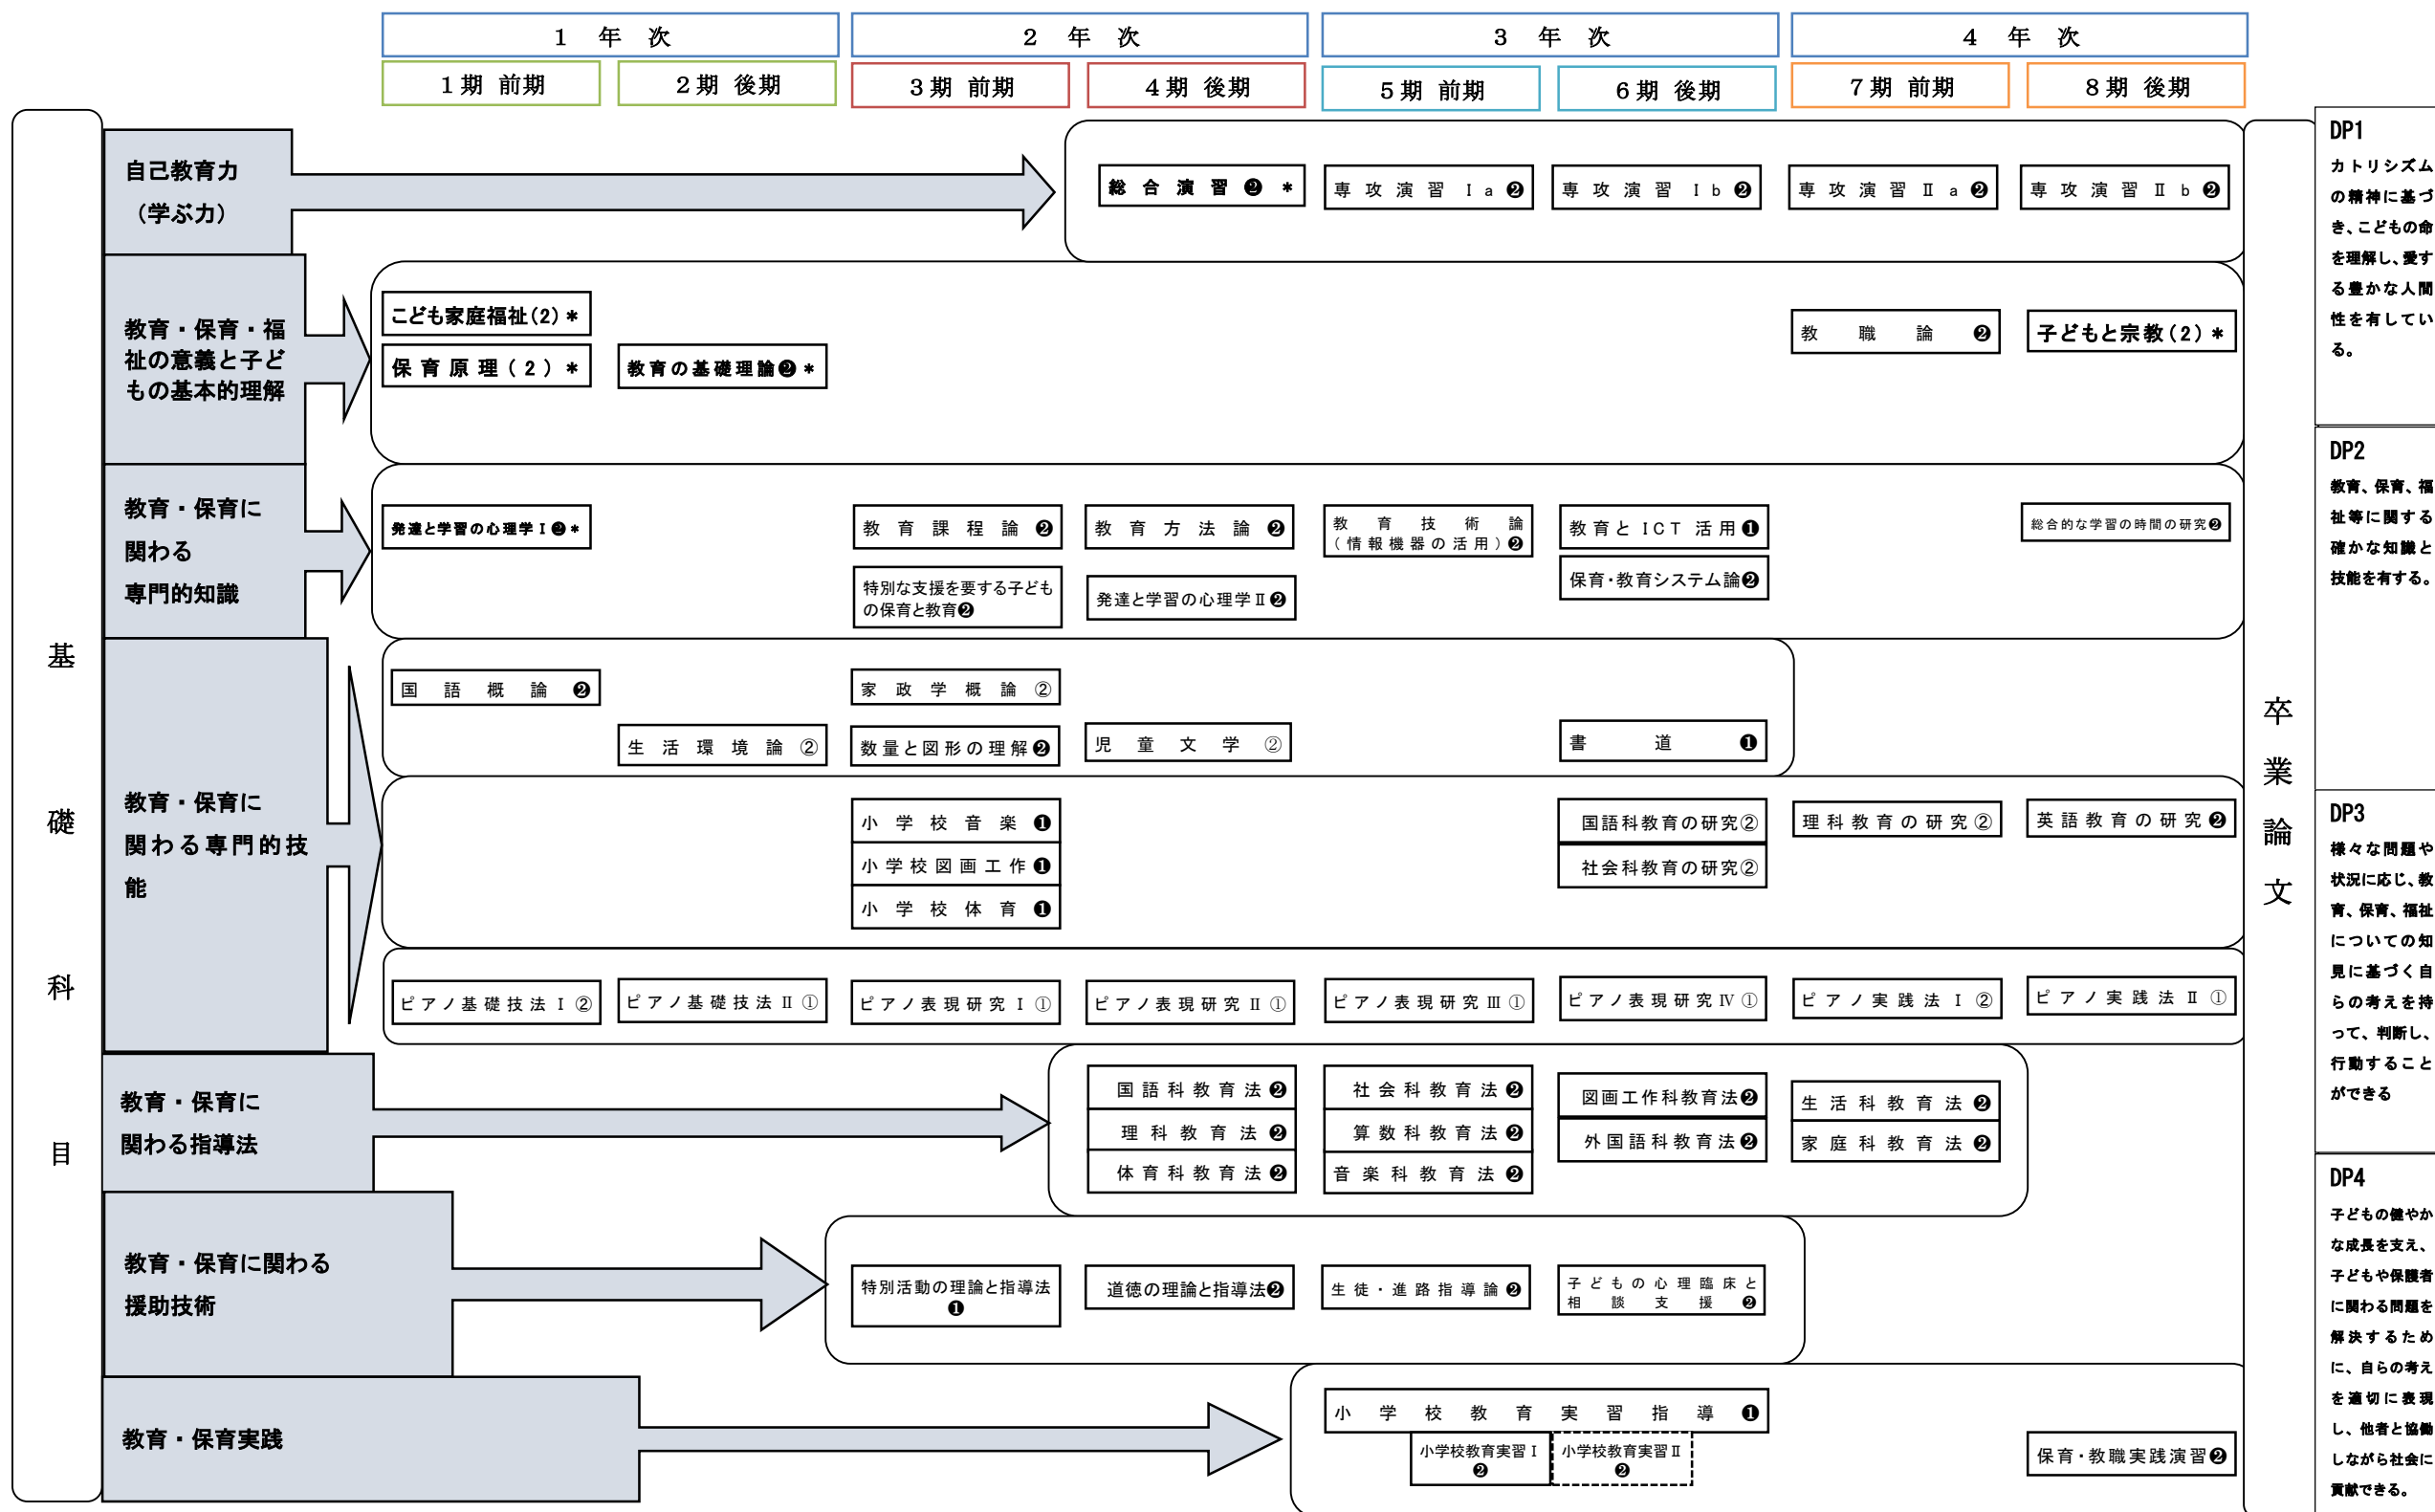 1 年 次
2 年 次
3 年 次
4 年 次
1期 前期
2期 後期
3期 前期
4期 後期
5期 前期
6期 後期
7期 前期
8期 後期
基
礎
科
目
自己教育力
（学ぶ力）
総合演習❷＊
専攻演習Ⅰa❷
専攻演習Ⅰb❷
専攻演習Ⅱa❷
専攻演習Ⅱb❷
教育・保育・福
祉の意義と子ど
もの基本的理解
こども家庭福祉(2)＊
保育原理(2)＊
教育の基礎理論❷＊
教職論❷
子どもと宗教(2)＊
教育・保育に
関わる
専門的知識
発達と学習の心理学Ⅰ❷＊
教育課程論❷
特別な支援を要する子ども
の保育と教育❷
教育方法論❷
発達と学習の心理学Ⅱ❷
教育技術論
(情報機器の活用)❷
教育とICT活用❶
保育・教育システム論❷
総合的な学習の時間の研究❷
教育・保育に
関わる専門的技
能
国語概論❷
生活環境論②
家政学概論②
数量と図形の理解❷
児童文学②
書道❶
小学校音楽❶
小学校図画工作❶
小学校体育❶
国語科教育の研究②
社会科教育の研究②
理科教育の研究②
英語教育の研究❷
ピアノ基礎技法Ⅰ②
ピアノ基礎技法Ⅱ①
ピアノ表現研究Ⅰ①
ピアノ表現研究Ⅱ①
ピアノ表現研究Ⅲ①
ピアノ表現研究Ⅳ①
ピアノ実践法Ⅰ②
ピアノ実践法Ⅱ①
教育・保育に
関わる指導法
国語科教育法❷
理科教育法❷
体育科教育法❷
社会科教育法❷
算数科教育法❷
音楽科教育法❷
図画工作科教育法❷
外国語科教育法❷
生活科教育法❷
家庭科教育法❷
教育・保育に関わる
援助技術
特別活動の理論と指導法
❶
道徳の理論と指導法❷
生徒・進路指導論❷
子どもの心理臨床と
相談支援❷
教育・保育実践
小学校教育実習指導❶
小学校教育実習Ⅰ
❷
小学校教育実習Ⅱ
❷
保育・教職実践演習❷
卒
業
論
文
DP1
カトリシズム
の精神に基づ
き、こどもの命
を理解し、愛す
る豊かな人間
性を有してい
る。
DP2
教育、保育、福
祉等に関する
確かな知識と
技能を有する。
DP3
様々な問題や
状況に応じ、教
育、保育、福祉
についての知
見に基づく自
らの考えを持
って、判断し、
行動すること
ができる
DP4
子どもの健やか
な成長を支え、
子どもや保護者
に関わる問題を
解決するため
に、自らの考え
を適切に表現
し、他者と協働
しながら社会に
貢献できる。